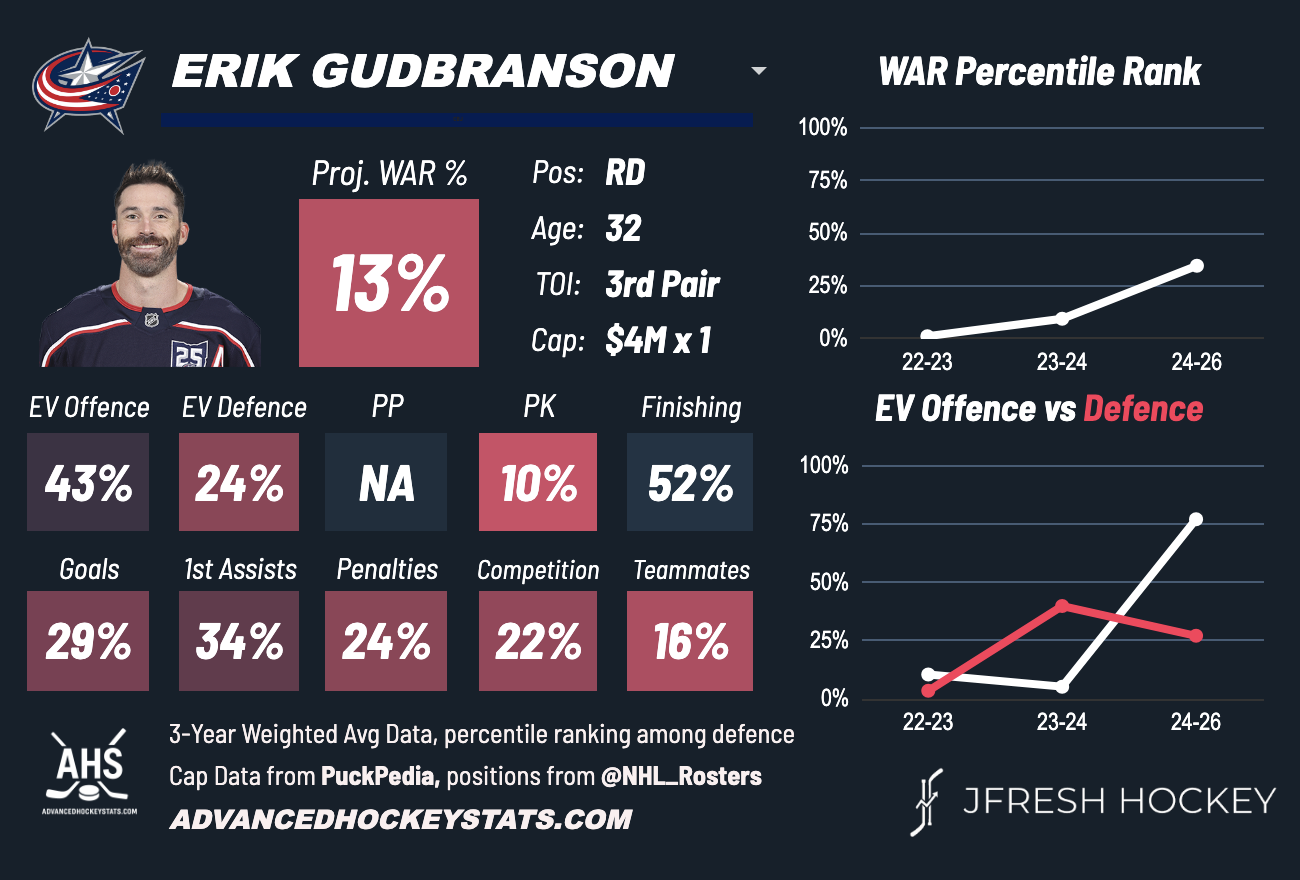 ERIK GUDBRANSON
Proj. WAR %
13%
Pos: RD
Age: 32
TOI: 3rd Pair
Cap: $4M x 1
25
A
EV Offence EV Defence PP PK Finishing
43% 24% NA 10% 52%
Goals 1st Assists Penalties Competition Teammates
29% 34% 24% 22% 16%
WAR Percentile Rank
100%
75%
50%
25%
0%
22-23 23-24 24-26
EV Offence vs Defence
100%
75%
50%
25%
0%
22-23 23-24 24-26
AHS
ADVANCEDHOCKEYSTATS.COM
3-Year Weighted Avg Data, percentile ranking among defence
Cap Data from PuckPedia, positions from @NHL_Rosters
ADVANCEDHOCKEYSTATS.COM
JFRESH HOCKEY